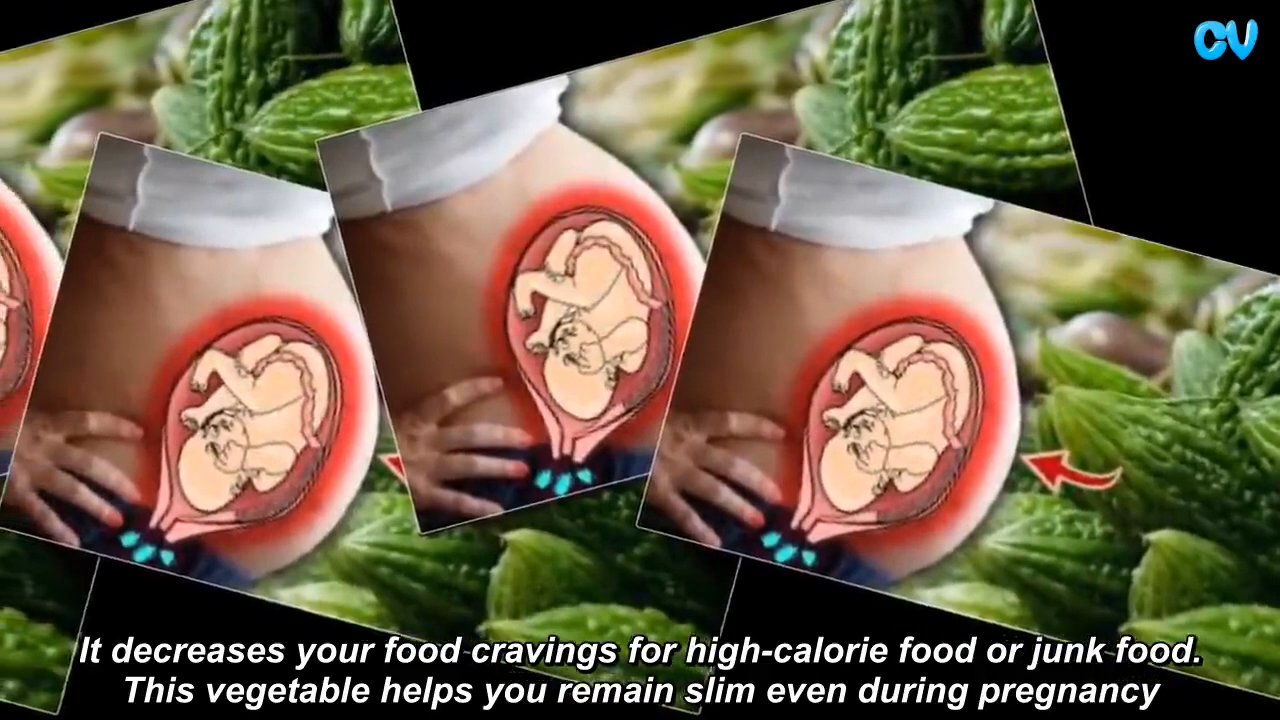 CV
It decreases your food cravings for high-calorie food or junk food.
This vegetable helps you remain slim even during pregnancy